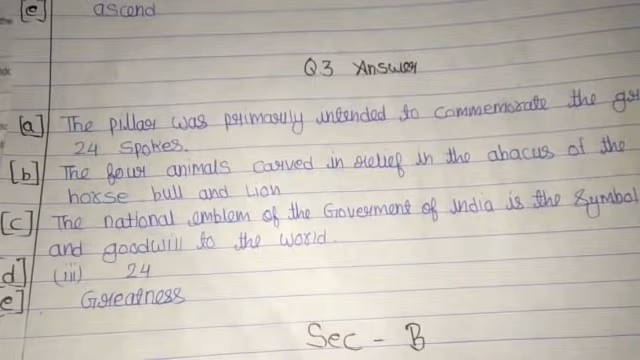 [e] ascend
Q3 Answer
[a] The pillar was primarily intended to commemorate the
24 spokes.
[b] The four animals carved in relief in the abacus of the
horse bull and Lion
[c] The national emblem of the Goverment of india is the symbol
and goodwill to the world.
d] (iii) 24
e] Greatness
Sec - B